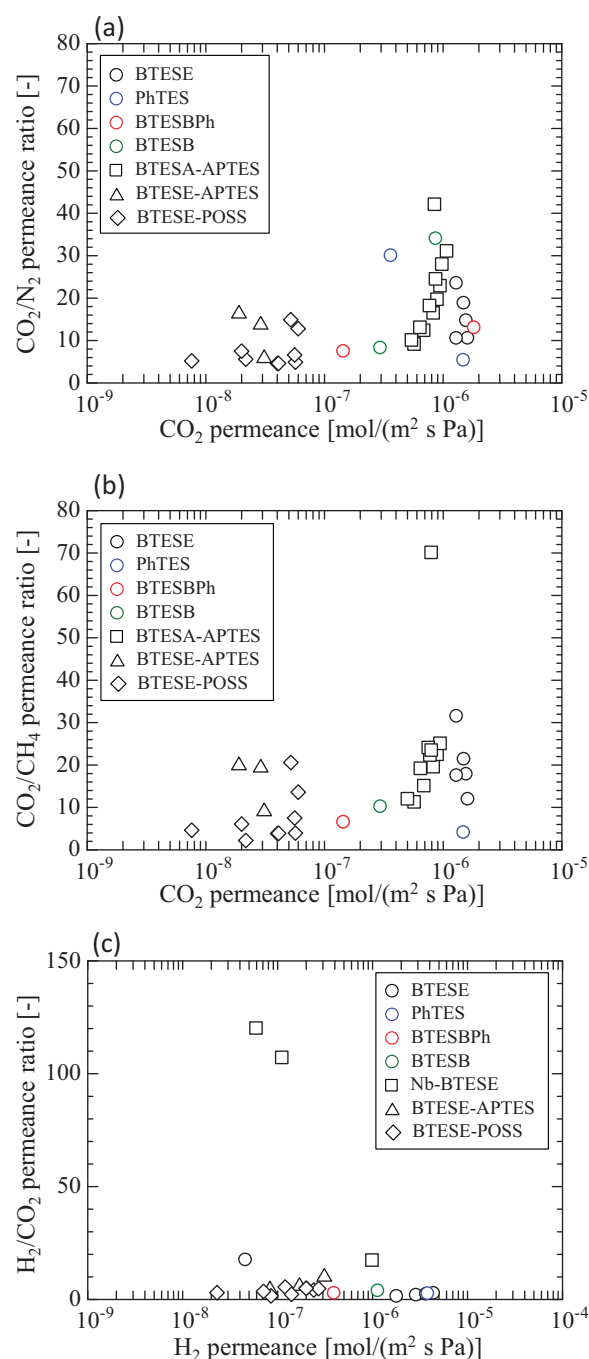 (a)
80
70
60
50
40
30
20
10
0
CO₂/N₂ permeance ratio [-]
BTESE
PhTES
BTESBPh
BTESB
BTESA-APTES
BTESE-APTES
BTESE-POSS
10⁻⁹ 10⁻⁸ 10⁻⁷ 10⁻⁶ 10⁻⁵
CO₂ permeance [mol/(m² s Pa)]
(b)
80
70
60
50
40
30
20
10
0
CO₂/CH₄ permeance ratio [-]
BTESE
PhTES
BTESBPh
BTESB
BTESA-APTES
BTESE-APTES
BTESE-POSS
10⁻⁹ 10⁻⁸ 10⁻⁷ 10⁻⁶ 10⁻⁵
CO₂ permeance [mol/(m² s Pa)]
(c)
150
100
50
0
H₂/CO₂ permeance ratio [-]
BTESE
PhTES
BTESBPh
BTESB
Nb-BTESE
BTESE-APTES
BTESE-POSS
10⁻⁹ 10⁻⁸ 10⁻⁷ 10⁻⁶ 10⁻⁵ 10⁻⁴
H₂ permeance [mol/(m² s Pa)]